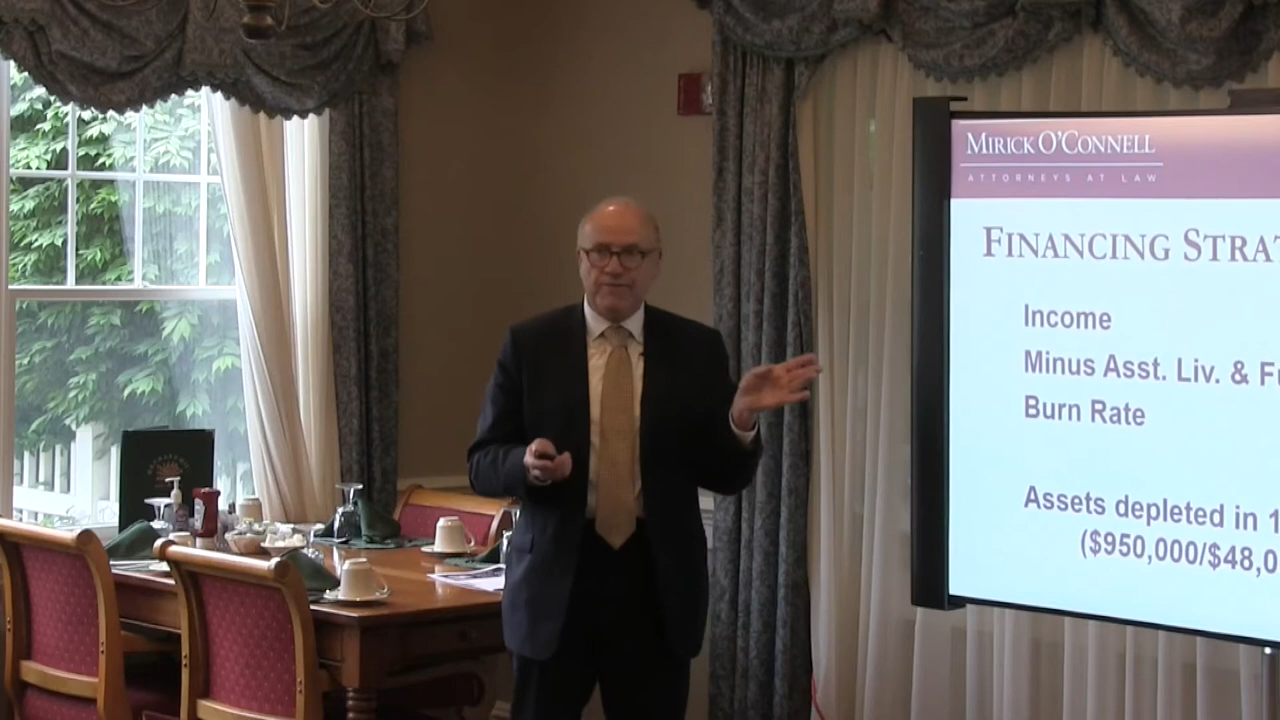 MIRICK O'CONNELL
ATTORNEYS AT LAW
FINANCING STRAT
Income
Minus Asst. Liv. & Fu
Burn Rate
Assets depleted in 1
($950,000/$48,0